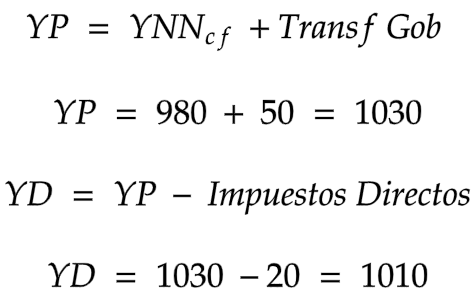 YP = YNN_cf + Transf Gob
YP = 980 + 50 = 1030
YD = YP − Impuestos Directos
YD = 1030 − 20 = 1010